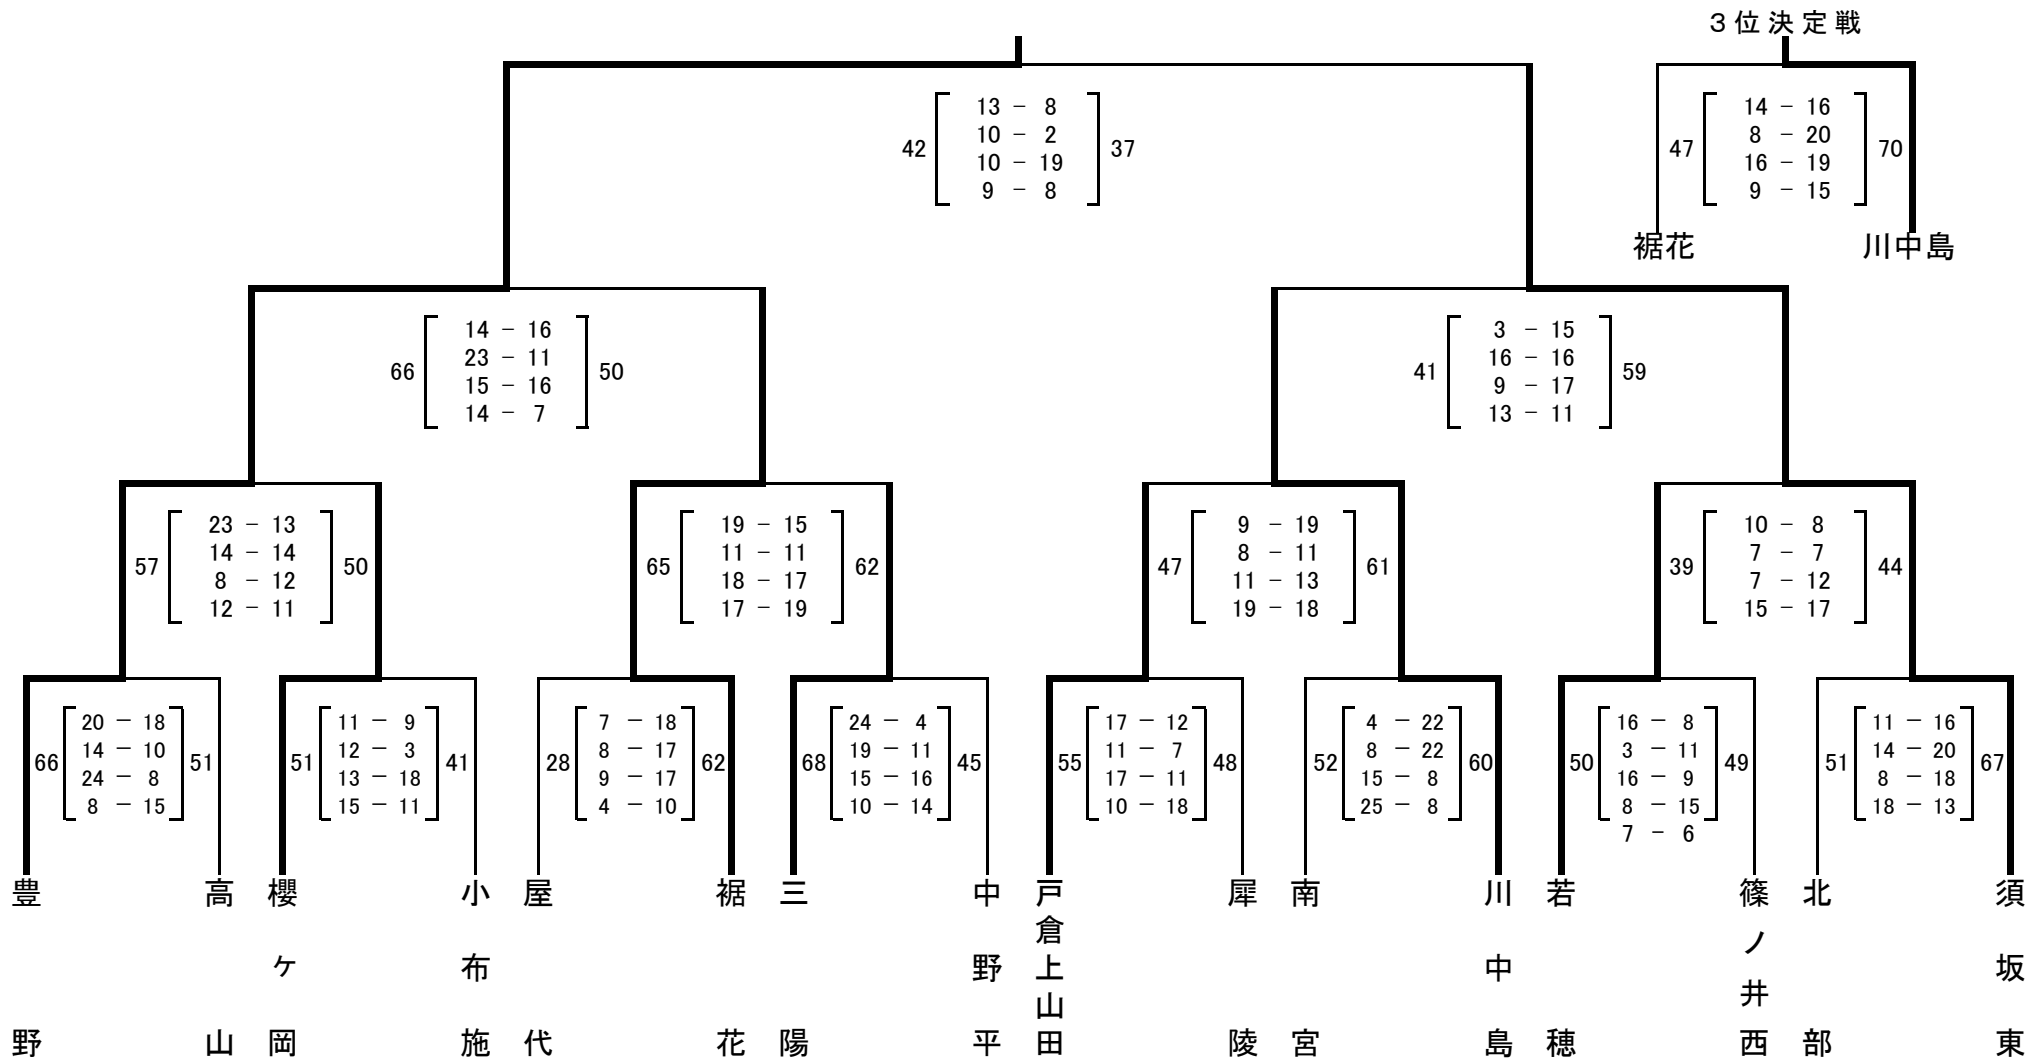 ３位決定戦
13 － 8
10 － 2
42 37
10 － 19
9 － 8
14 － 16
8 － 20
47 70
16 － 19
9 － 15
裾花 川中島
14 － 16
23 － 11
66 50
15 － 16
14 － 7
3 － 15
16 － 16
41 59
9 － 17
13 － 11
23 － 13
14 － 14
57 50
8 － 12
12 － 11
19 － 15
11 － 11
65 62
18 － 17
17 － 19
9 － 19
8 － 11
47 61
11 － 13
19 － 18
10 － 8
7 － 7
39 44
7 － 12
15 － 17
20 － 18
14 － 10
66 51
24 － 8
8 － 15
11 － 9
12 － 3
51 41
13 － 18
15 － 11
7 － 18
8 － 17
28 62
9 － 17
4 － 10
24 － 4
19 － 11
68 45
15 － 16
10 － 14
17 － 12
11 － 7
55 48
17 － 11
10 － 18
4 － 22
8 － 22
52 60
15 － 8
25 － 8
16 － 8
3 － 11
50 49
16 － 9
8 － 15
7 － 6
11 － 16
14 － 20
51 67
8 － 18
18 － 13
豊野
高山
櫻ケ岡
小布施
屋代
裾花
三陽
中野平
戸倉上山田
犀陵
南宮
川中島
若穂
篠ノ井西
北部
須坂東